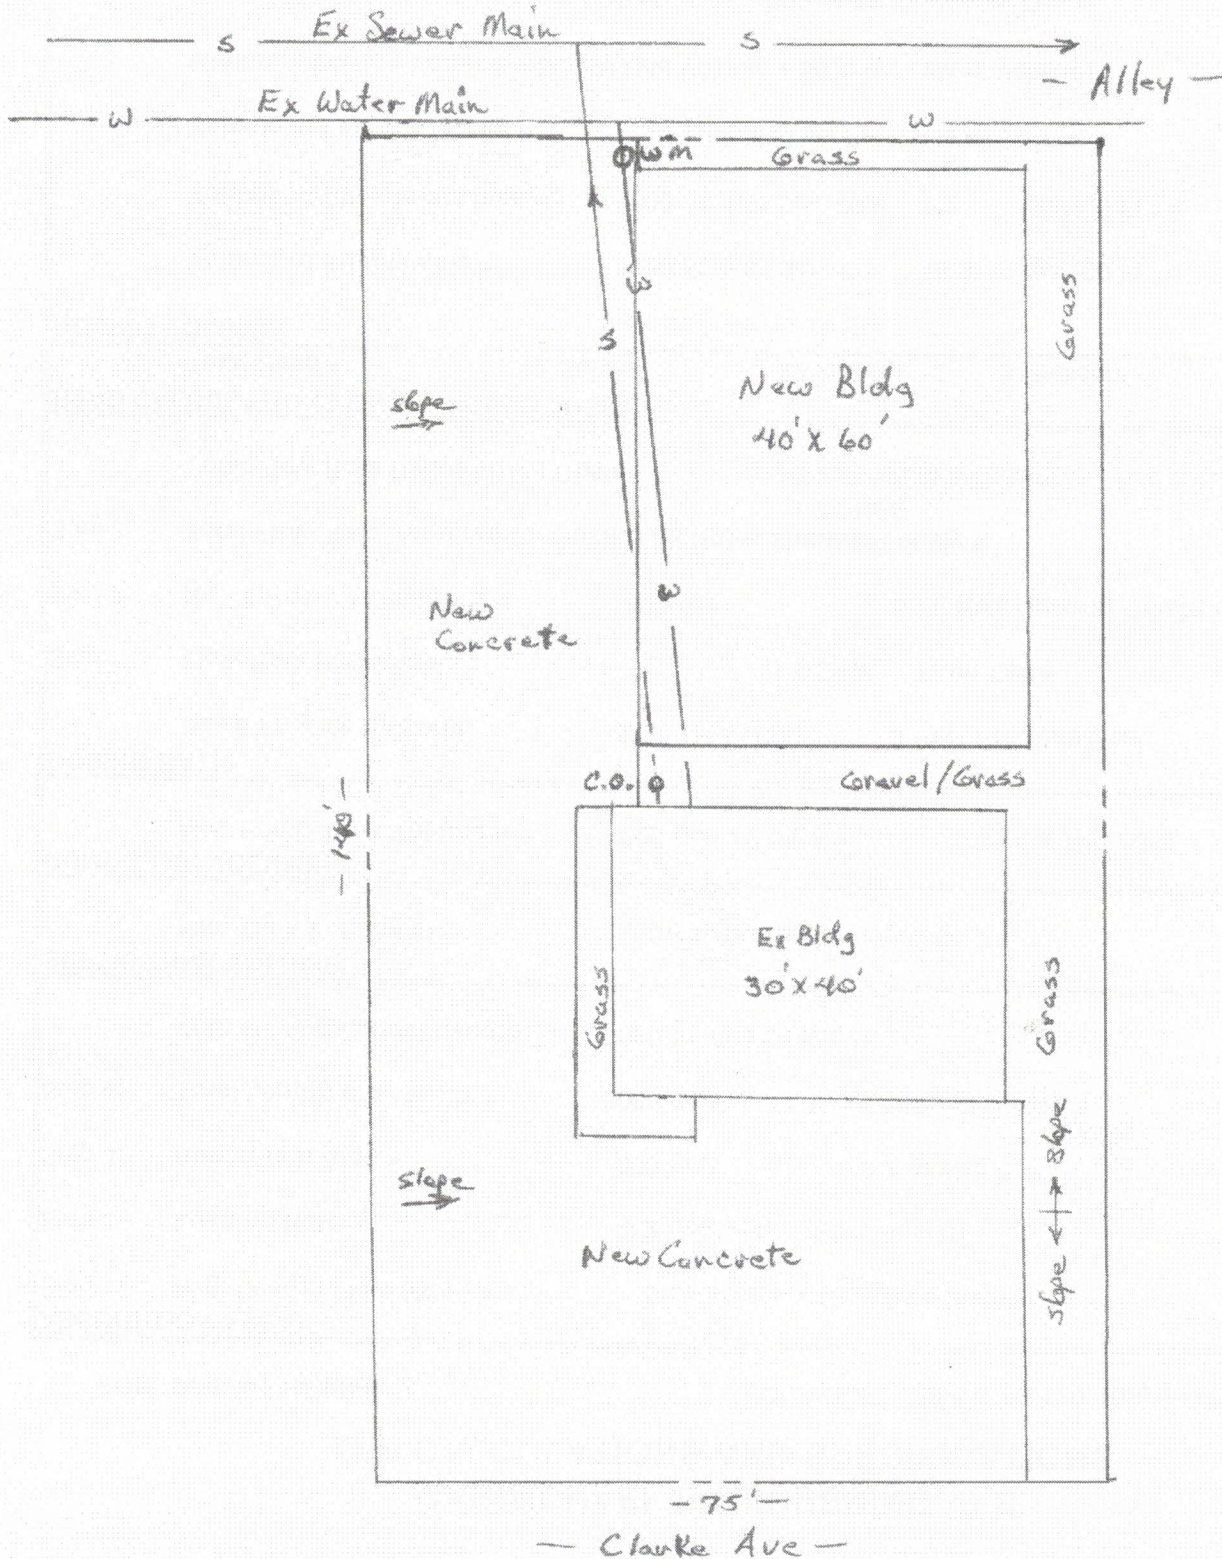 Ex Sewer Main
S S
- Alley -
Ex Water Main
W W
WM
Grass
W
Grass
S
slope
New Bldg
40' x 60'
W
New
Concrete
C.O.
Gravel/Grass
- 140' -
Ex Bldg
30' x 40'
Grass
Grass
slope
slope
New Concrete
slope
- 75' -
- Clarke Ave -